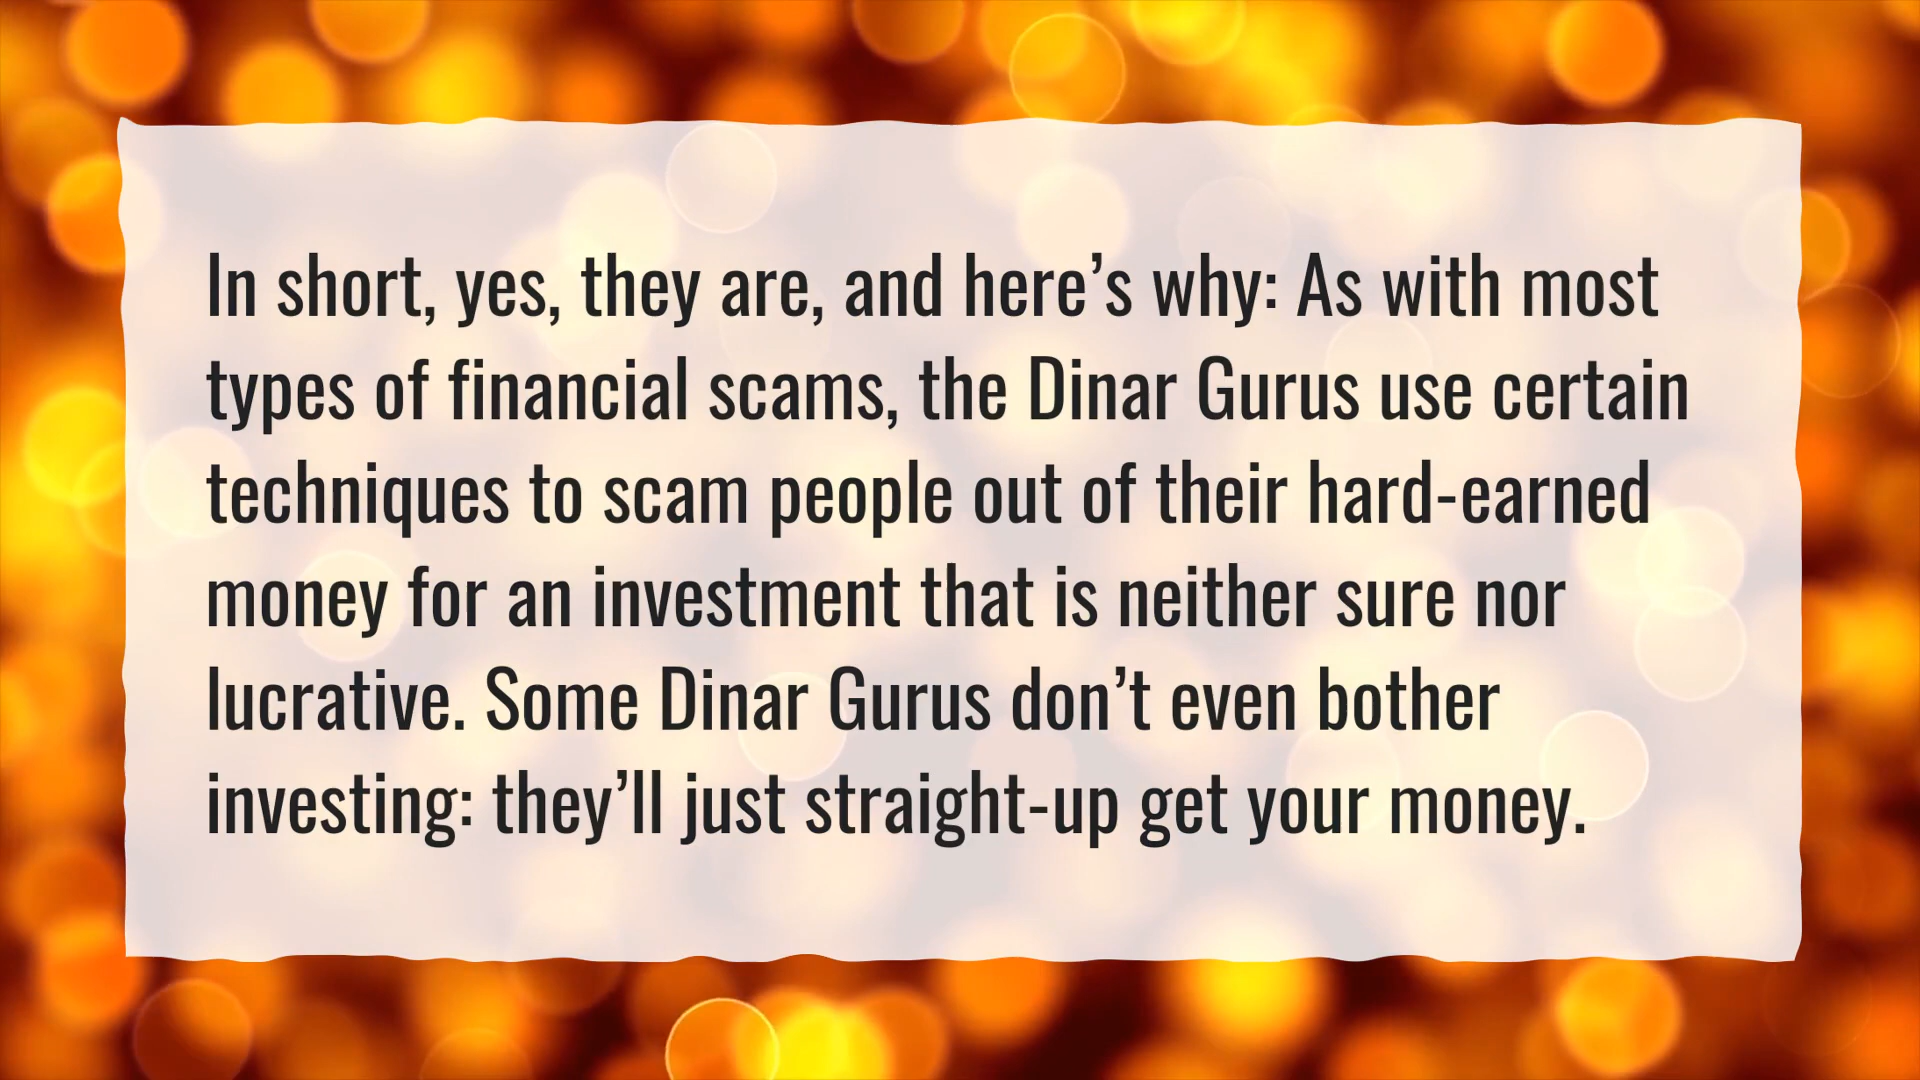 In short, yes, they are, and here’s why: As with most
types of financial scams, the Dinar Gurus use certain
techniques to scam people out of their hard-earned
money for an investment that is neither sure nor
lucrative. Some Dinar Gurus don’t even bother
investing: they’ll just straight-up get your money.